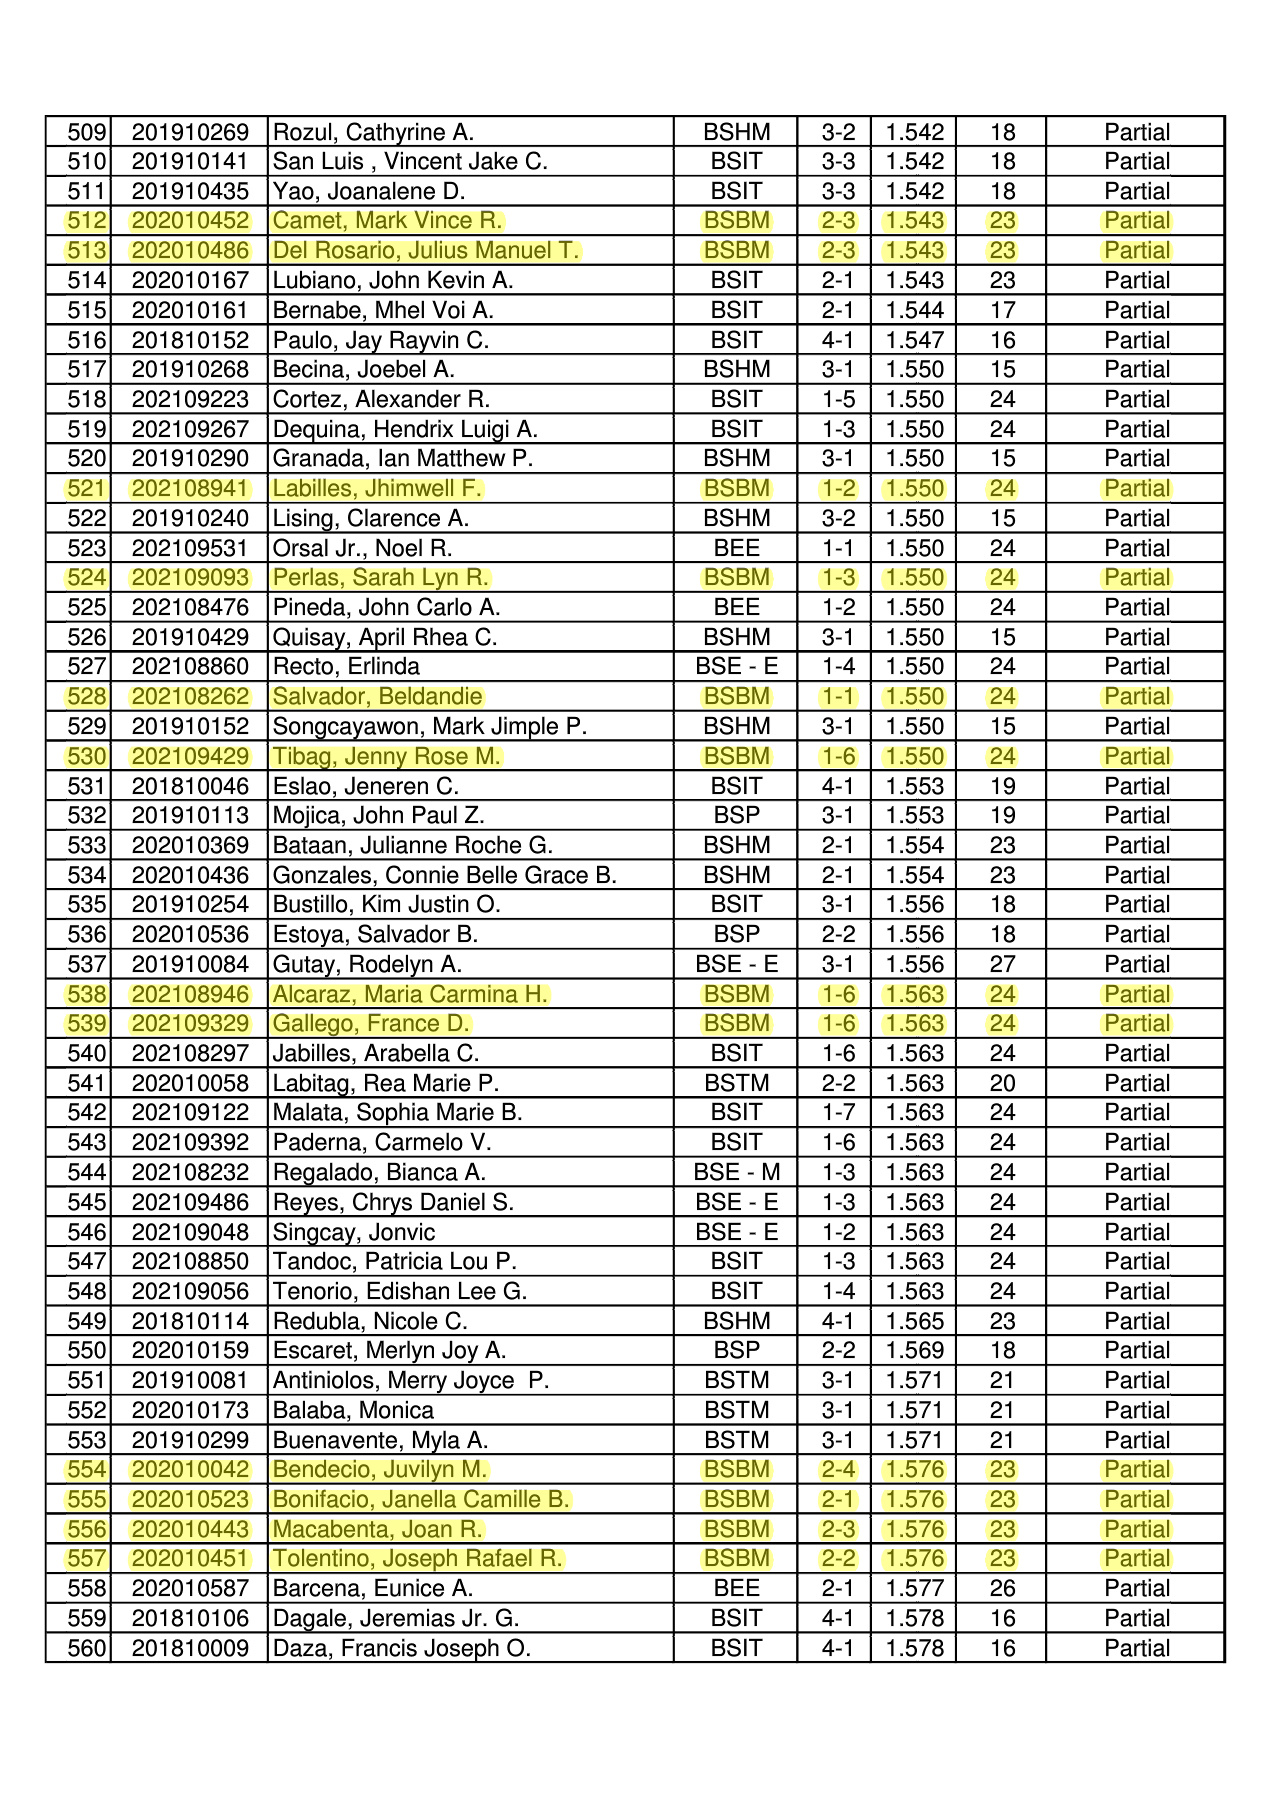 509 201910269 Rozul, Cathyrine A. BSHM 3-2 1.542 18 Partial
510 201910141 San Luis , Vincent Jake C. BSIT 3-3 1.542 18 Partial
511 201910435 Yao, Joanalene D. BSIT 3-3 1.542 18 Partial
512 202010452 Camet, Mark Vince R. BSBM 2-3 1.543 23 Partial
513 202010486 Del Rosario, Julius Manuel T. BSBM 2-3 1.543 23 Partial
514 202010167 Lubiano, John Kevin A. BSIT 2-1 1.543 23 Partial
515 202010161 Bernabe, Mhel Voi A. BSIT 2-1 1.544 17 Partial
516 201810152 Paulo, Jay Rayvin C. BSIT 4-1 1.547 16 Partial
517 201910268 Becina, Joebel A. BSHM 3-1 1.550 15 Partial
518 202109223 Cortez, Alexander R. BSIT 1-5 1.550 24 Partial
519 202109267 Dequina, Hendrix Luigi A. BSIT 1-3 1.550 24 Partial
520 201910290 Granada, Ian Matthew P. BSHM 3-1 1.550 15 Partial
521 202108941 Labilles, Jhimwell F. BSBM 1-2 1.550 24 Partial
522 201910240 Lising, Clarence A. BSHM 3-2 1.550 15 Partial
523 202109531 Orsal Jr., Noel R. BEE 1-1 1.550 24 Partial
524 202109093 Perlas, Sarah Lyn R. BSBM 1-3 1.550 24 Partial
525 202108476 Pineda, John Carlo A. BEE 1-2 1.550 24 Partial
526 201910429 Quisay, April Rhea C. BSHM 3-1 1.550 15 Partial
527 202108860 Recto, Erlinda BSE - E 1-4 1.550 24 Partial
528 202108262 Salvador, Beldandie BSBM 1-1 1.550 24 Partial
529 201910152 Songcayawon, Mark Jimple P. BSHM 3-1 1.550 15 Partial
530 202109429 Tibag, Jenny Rose M. BSBM 1-6 1.550 24 Partial
531 201810046 Eslao, Jeneren C. BSIT 4-1 1.553 19 Partial
532 201910113 Mojica, John Paul Z. BSP 3-1 1.553 19 Partial
533 202010369 Bataan, Julianne Roche G. BSHM 2-1 1.554 23 Partial
534 202010436 Gonzales, Connie Belle Grace B. BSHM 2-1 1.554 23 Partial
535 201910254 Bustillo, Kim Justin O. BSIT 3-1 1.556 18 Partial
536 202010536 Estoya, Salvador B. BSP 2-2 1.556 18 Partial
537 201910084 Gutay, Rodelyn A. BSE - E 3-1 1.556 27 Partial
538 202108946 Alcaraz, Maria Carmina H. BSBM 1-6 1.563 24 Partial
539 202109329 Gallego, France D. BSBM 1-6 1.563 24 Partial
540 202108297 Jabilles, Arabella C. BSIT 1-6 1.563 24 Partial
541 202010058 Labitag, Rea Marie P. BSTM 2-2 1.563 20 Partial
542 202109122 Malata, Sophia Marie B. BSIT 1-7 1.563 24 Partial
543 202109392 Paderna, Carmelo V. BSIT 1-6 1.563 24 Partial
544 202108232 Regalado, Bianca A. BSE - M 1-3 1.563 24 Partial
545 202109486 Reyes, Chrys Daniel S. BSE - E 1-3 1.563 24 Partial
546 202109048 Singcay, Jonvic BSE - E 1-2 1.563 24 Partial
547 202108850 Tandoc, Patricia Lou P. BSIT 1-3 1.563 24 Partial
548 202109056 Tenorio, Edishan Lee G. BSIT 1-4 1.563 24 Partial
549 201810114 Redubla, Nicole C. BSHM 4-1 1.565 23 Partial
550 202010159 Escaret, Merlyn Joy A. BSP 2-2 1.569 18 Partial
551 201910081 Antiniolos, Merry Joyce P. BSTM 3-1 1.571 21 Partial
552 202010173 Balaba, Monica BSTM 3-1 1.571 21 Partial
553 201910299 Buenavente, Myla A. BSTM 3-1 1.571 21 Partial
554 202010042 Bendecio, Juvilyn M. BSBM 2-4 1.576 23 Partial
555 202010523 Bonifacio, Janella Camille B. BSBM 2-1 1.576 23 Partial
556 202010443 Macabenta, Joan R. BSBM 2-3 1.576 23 Partial
557 202010451 Tolentino, Joseph Rafael R. BSBM 2-2 1.576 23 Partial
558 202010587 Barcena, Eunice A. BEE 2-1 1.577 26 Partial
559 201810106 Dagale, Jeremias Jr. G. BSIT 4-1 1.578 16 Partial
560 201810009 Daza, Francis Joseph O. BSIT 4-1 1.578 16 Partial